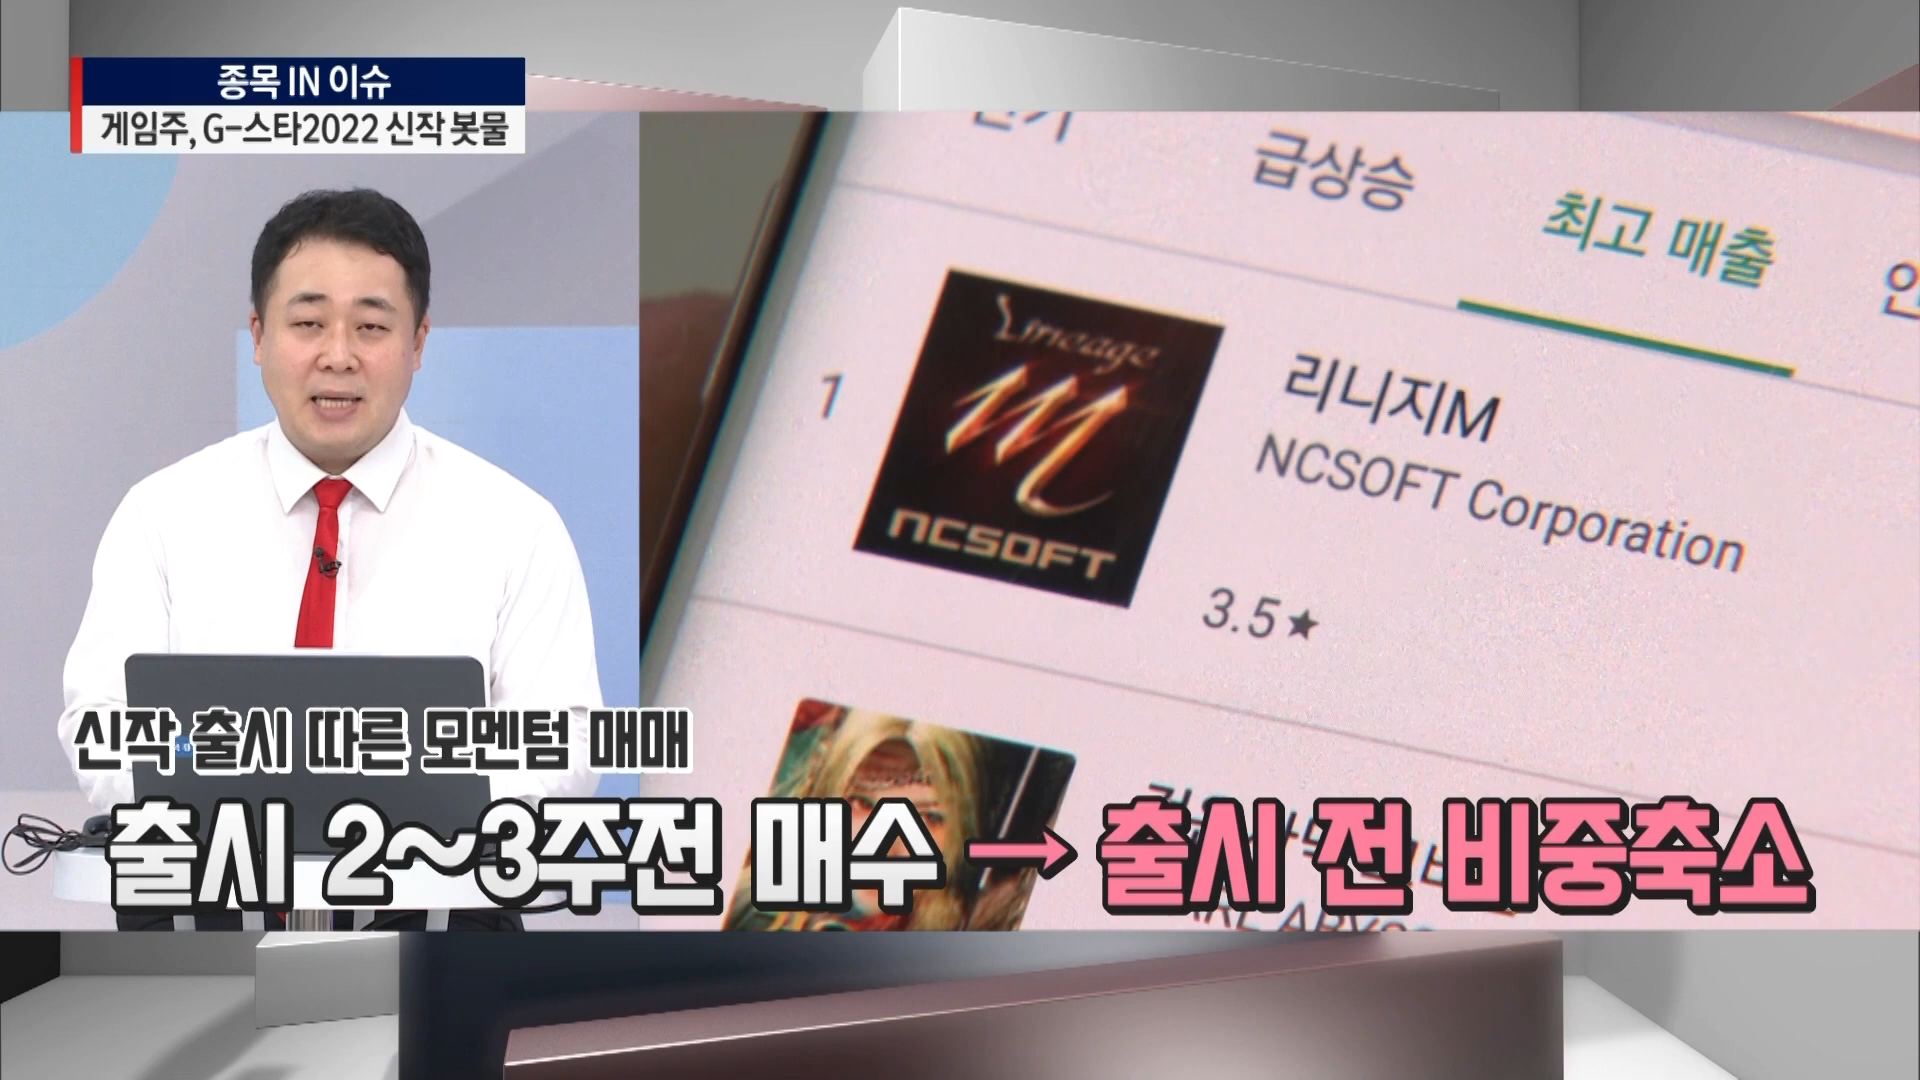 종목 IN 이슈
게임주, G-스타2022 신작 봇물
급상승
최고 매출
1
Lineage
M
NCSOFT
리니지M
NCSOFT Corporation
3.5★
신작 출시 따른 모멘텀 매매
출시 2~3주전 매수 → 출시 전 비중축소